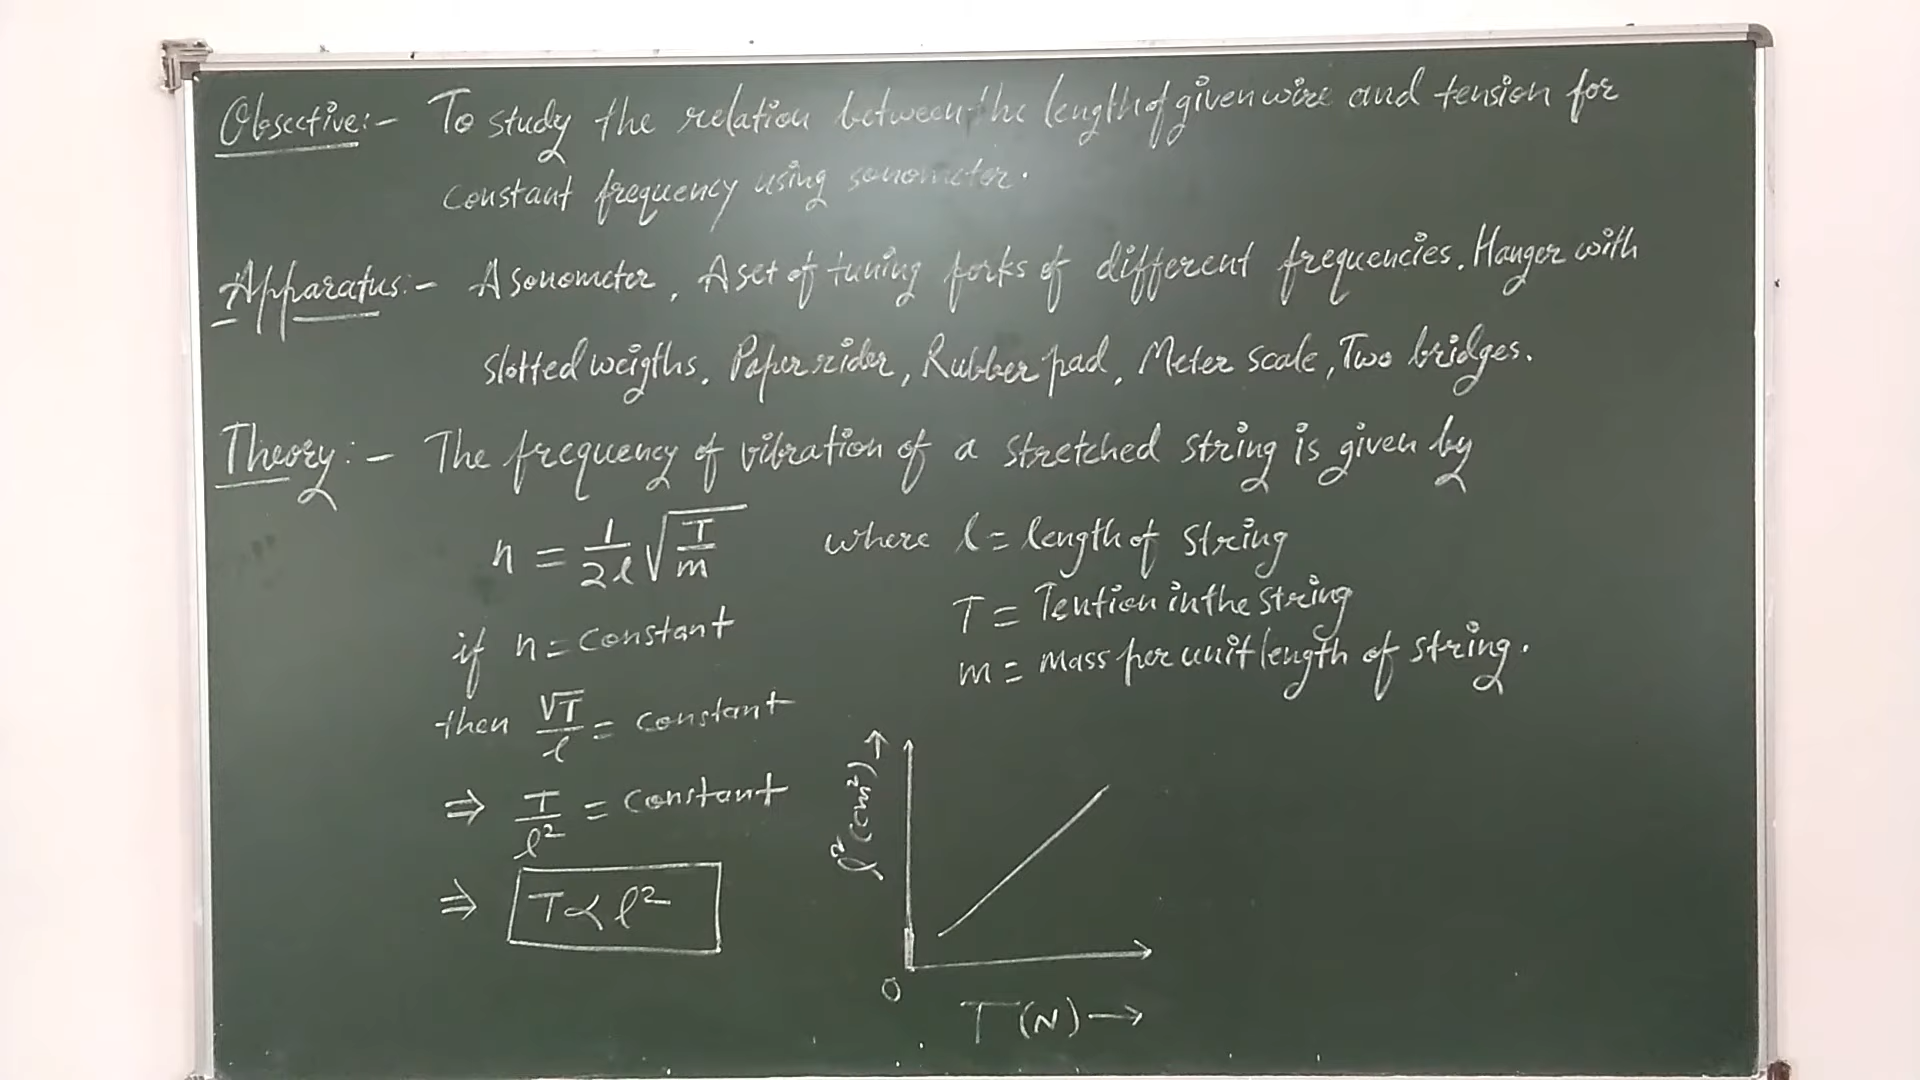 Obsective:- To study the relation between the length of given wire and tension for
constant frequency using sonometer.
Apparatus:- A sonometer, A set of tuning forks of different frequencies. Hanger with
slotted weigths, Paper rider, Rubber pad, Meter scale, Two bridges.
Theory:- The frequency of vibration of a stretched string is given by
n = 1/2l √T/m where l = length of string
T = Tention in the string
if n = constant
m = mass per unit length of string.
then √T/l = constant
⇒ T/l² = constant
⇒ T ∝ l²
l² (cm²) →
0
T (N) →